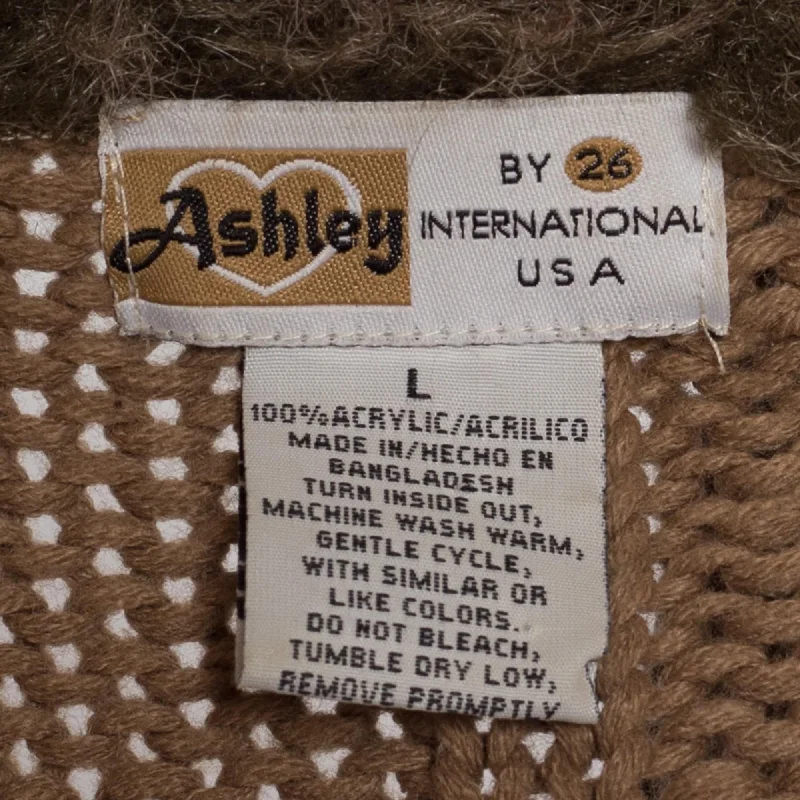 Ashley
BY 26
INTERNATIONAL
USA
L
100%ACRYLIC/ACRILICO
MADE IN/HECHO EN
BANGLADESH
TURN INSIDE OUT,
MACHINE WASH WARM,
GENTLE CYCLE,
WITH SIMILAR OR
LIKE COLORS.
DO NOT BLEACH,
TUMBLE DRY LOW,
REMOVE PROMPTLY